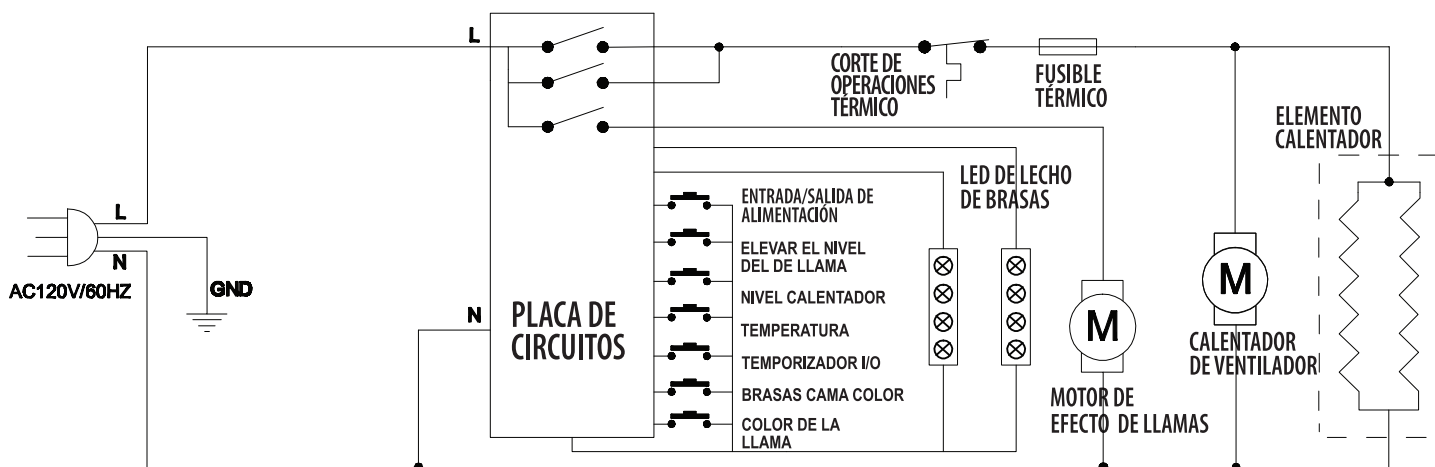 L
CORTE DE
OPERACIONES
TÉRMICO
FUSIBLE
TÉRMICO
ELEMENTO
CALENTADOR
LED DE LECHO
DE BRASAS
L
N
AC120V/60HZ
GND
N
PLACA DE
CIRCUITOS
ENTRADA/SALIDA DE
ALIMENTACIÓN
ELEVAR EL NIVEL
DEL DE LLAMA
NIVEL CALENTADOR
TEMPERATURA
TEMPORIZADOR I/O
BRASAS CAMA COLOR
COLOR DE LA
LLAMA
M
MOTOR DE
EFECTO DE LLAMAS
M
CALENTADOR
DE VENTILADOR